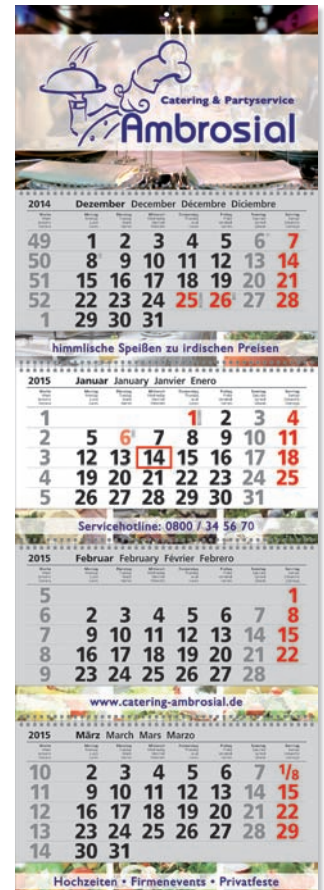 Catering & Partyservice
Ambrosial
2014 Dezember December Décembre Diciembre
49 1 2 3 4 5 6 7
50 8 9 10 11 12 13 14
51 15 16 17 18 19 20 21
52 22 23 24 25 26 27 28
1 29 30 31
himmlische Speißen zu irdischen Preisen
2015 Januar January Janvier Enero
1 1 2 3 4
2 5 6 7 8 9 10 11
3 12 13 14 15 16 17 18
4 19 20 21 22 23 24 25
5 26 27 28 29 30 31
Servicehotline: 0800 / 34 56 70
2015 Februar February Février Febrero
5 1
6 2 3 4 5 6 7 8
7 9 10 11 12 13 14 15
8 16 17 18 19 20 21 22
9 23 24 25 26 27 28
www.catering-ambrosial.de
2015 März March Mars Marzo
10 2 3 4 5 6 7 1/8
11 9 10 11 12 13 14 15
12 16 17 18 19 20 21 22
13 23 24 25 26 27 28 29
14 30 31
Hochzeiten • Firmenevents • Privatfeste